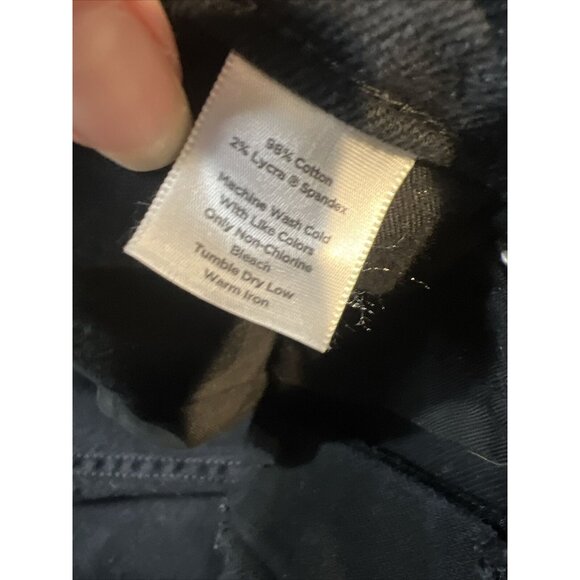 98% Cotton
2% Lycra ® Spandex
Machine Wash Cold
With Like Colors
Only Non-Chlorine
Bleach
Tumble Dry Low
Warm Iron